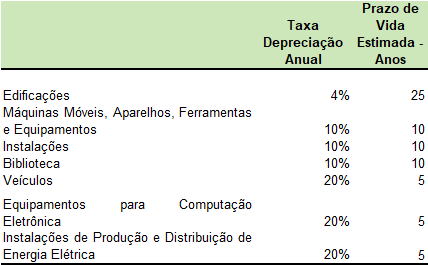 Taxa Depreciação Anual
Prazo de Vida Estimada - Anos
Edificações 4% 25
Máquinas Móveis, Aparelhos, Ferramentas
e Equipamentos 10% 10
Instalações 10% 10
Biblioteca 10% 10
Veículos 20% 5
Equipamentos para Computação
Eletrônica 20% 5
Instalações de Produção e Distribuição de
Energia Elétrica 20% 5